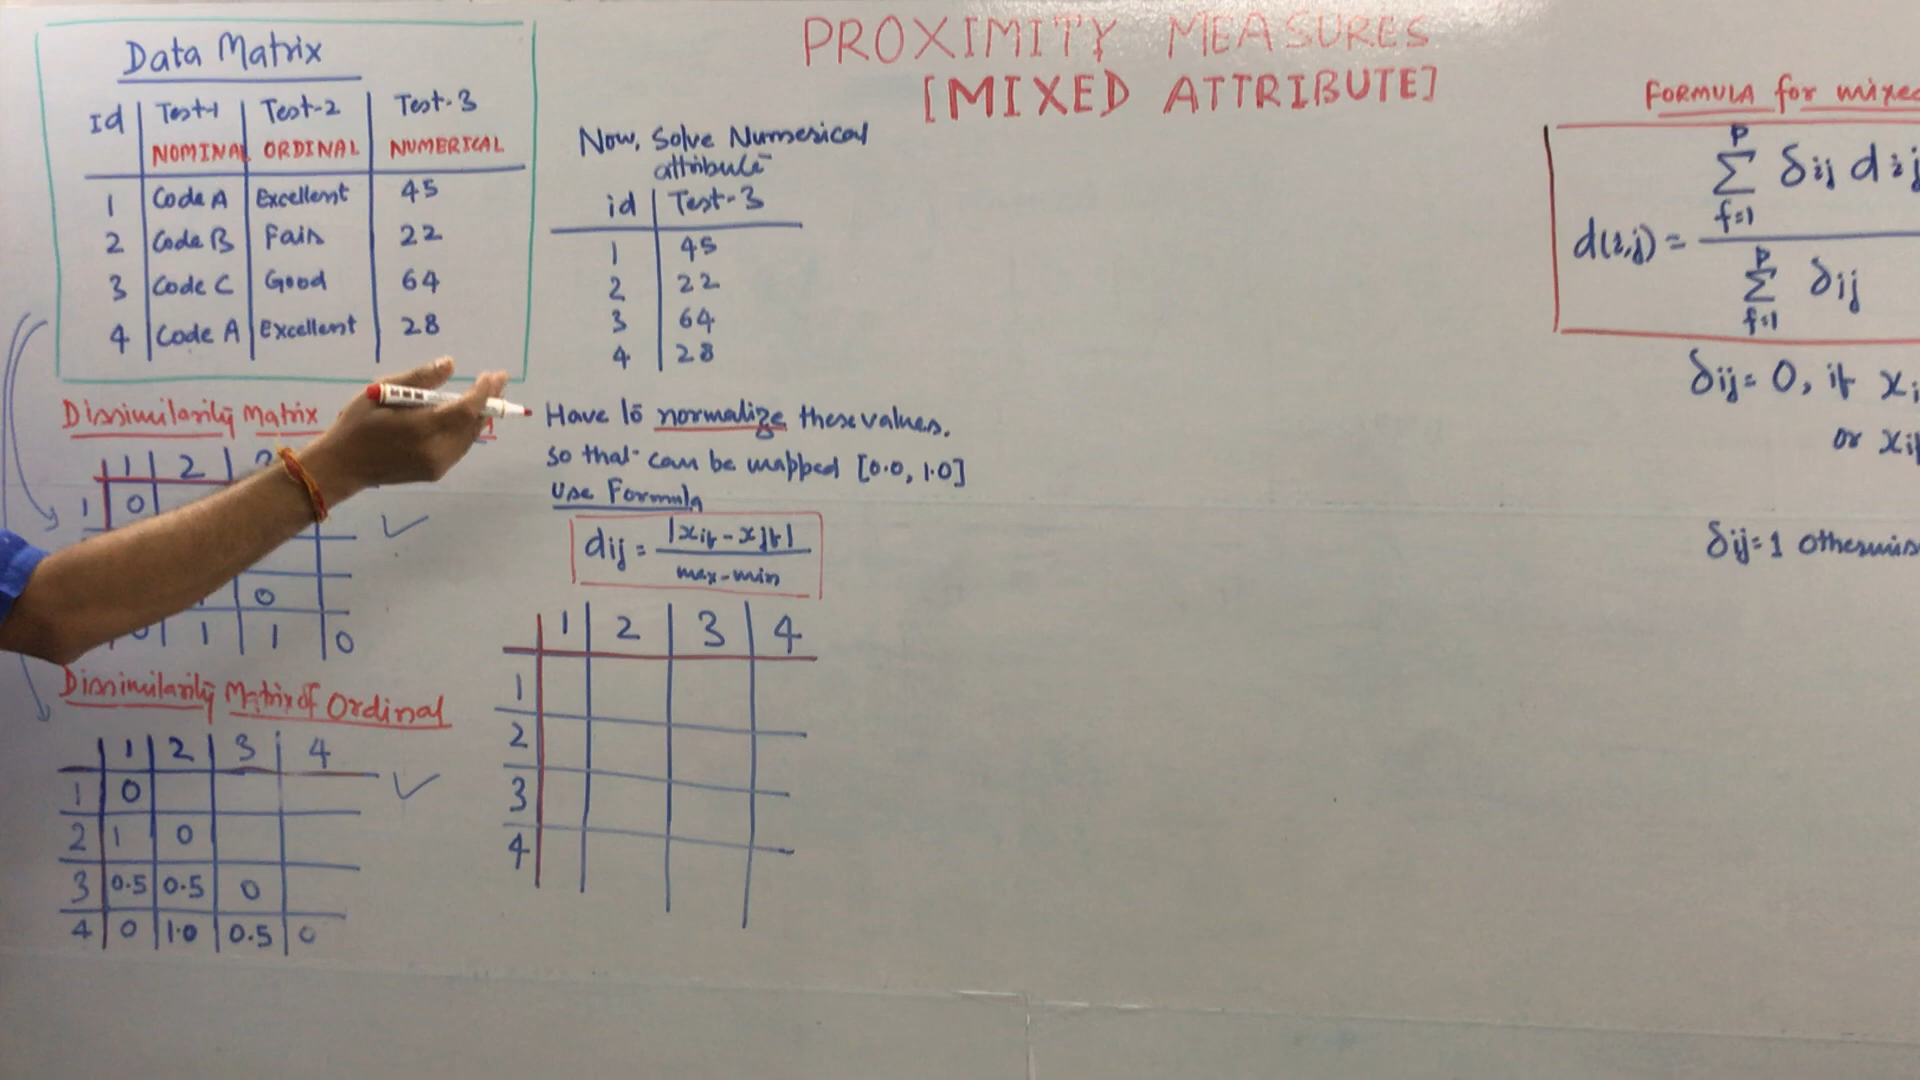 PROXIMITY MEASURES
[MIXED ATTRIBUTE]
Data Matrix
Id Test-1 Test-2 Test-3
NOMINAL ORDINAL NUMERICAL
1 Code A Excellent 45
2 Code B Fair 22
3 Code C Good 64
4 Code A Excellent 28
Dissimilarity Matrix
1 2
1 0
1 0
0 1 1 0
Dissimilarity Matrix of Ordinal
1 2 3 4
1 0
2 1 0
3 0.5 0.5 0
4 0 1.0 0.5 0
Now, Solve Numerical
attribute
id Test-3
1 45
2 22
3 64
4 28
Have to normalize these values.
so that can be mapped [0.0, 1.0]
Use Formula
dij = |xif - xjf|
max-min
1 2 3 4
1
2
3
4
FORMULA for mixed
d(i,j) = p Σ f=1 δij dij
p Σ f=1 δij
δij = 0, if xi
or xif
δij = 1 otherwis